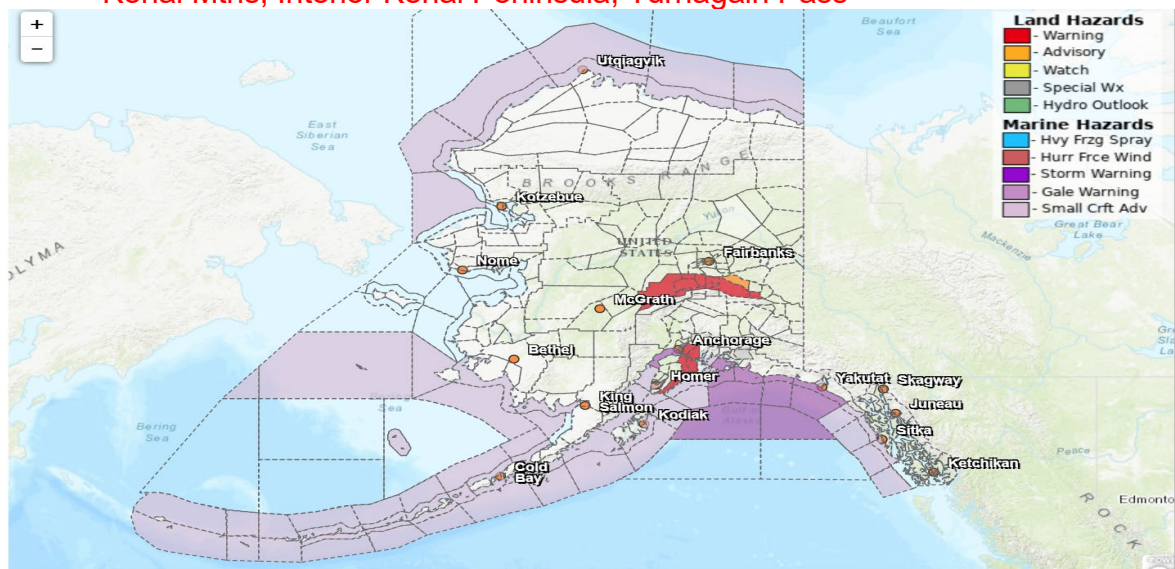 Kenai Mtns, Interior Kenai Peninsula, Turnagain Pass
+
−
Land Hazards
- Warning
- Advisory
- Watch
- Special Wx
- Hydro Outlook
Marine Hazards
- Hvy Frzg Spray
- Hurr Frce Wind
- Storm Warning
- Gale Warning
- Small Crft Adv
Beaufort
Sea
Utqiagvik
East
Siberian
Sea
BROOKS RANGE
Kotzebue
Yukon
Great Bear
Lake
Mackenzie
OLYMA
UNITED
STATES
Fairbanks
Nome
McGrath
Anchorage
Bethel
Homer
Yakutat
Skagway
King
Salmon
Kodiak
Juneau
Gulf of
Alaska
Bering
Sea
Sitka
Peace
Cold
Bay
Ketchikan
Edmonto
ROCK